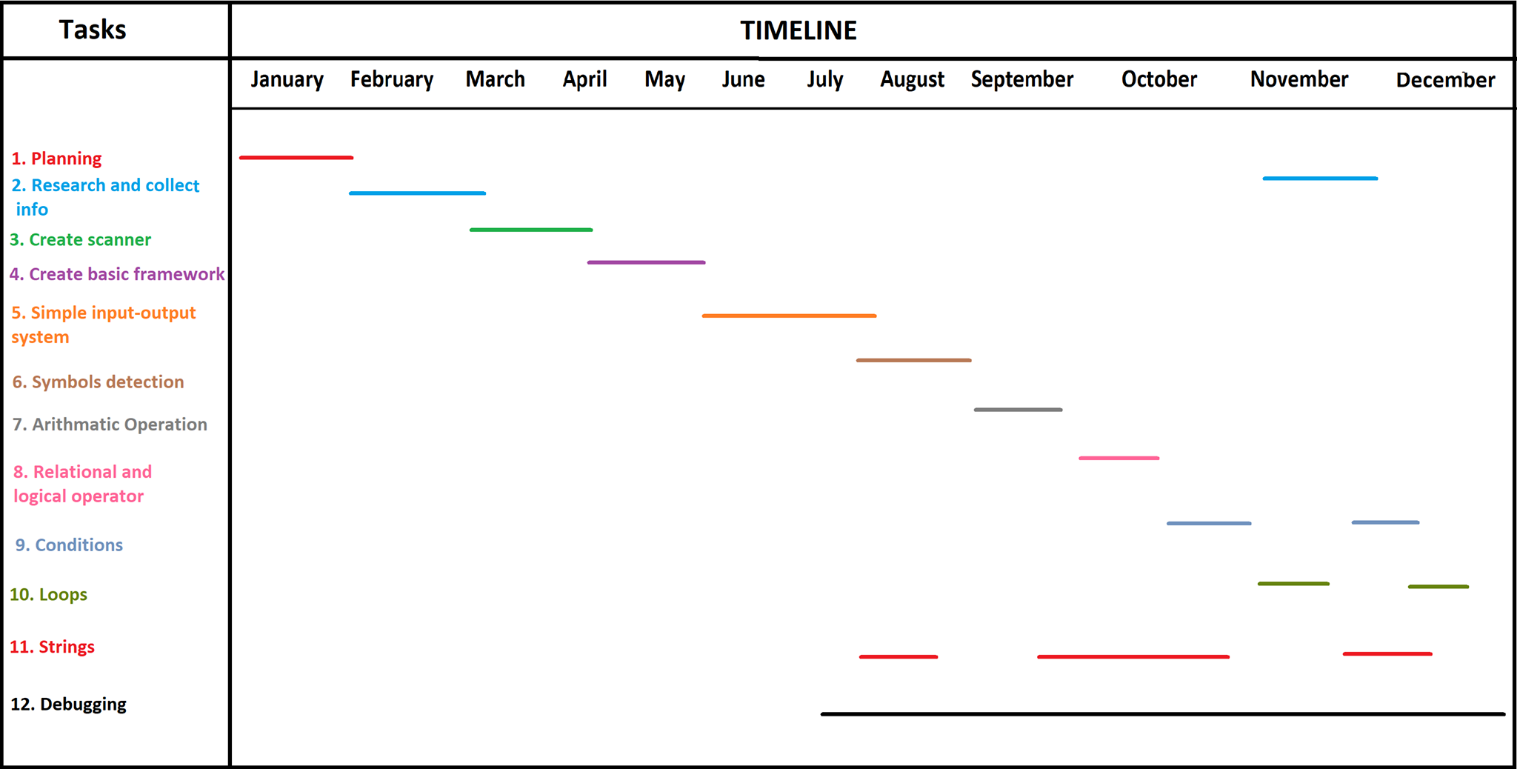 Tasks
TIMELINE
January February March April May June July August September October November December
1. Planning
2. Research and collect
info
3. Create scanner
4. Create basic framework
5. Simple input-output
system
6. Symbols detection
7. Arithmatic Operation
8. Relational and
logical operator
9. Conditions
10. Loops
11. Strings
12. Debugging